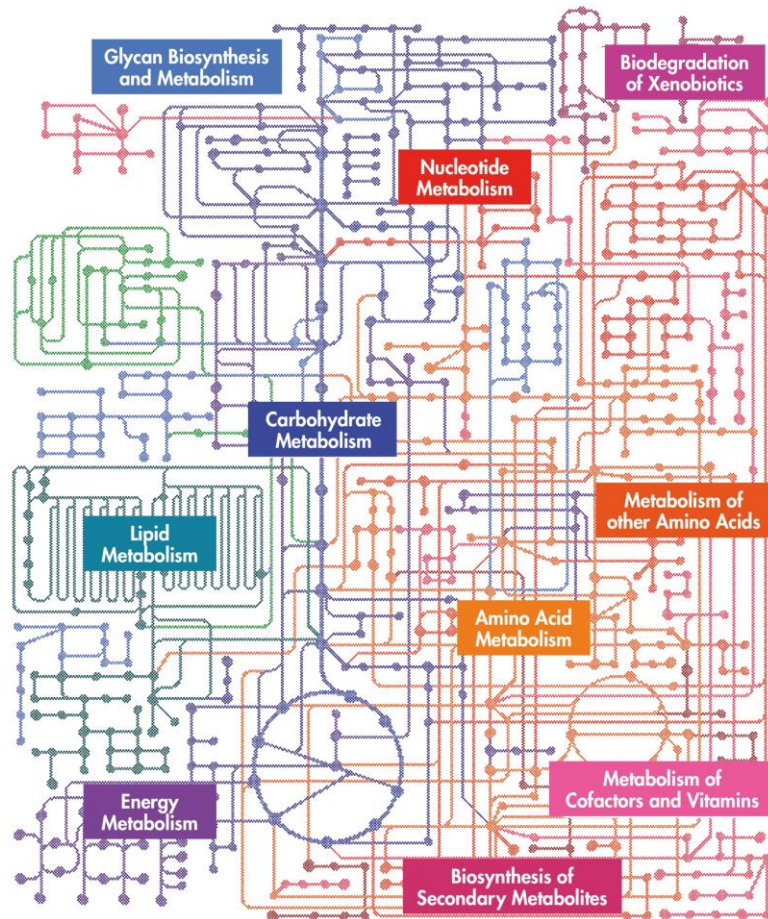 Glycan Biosynthesis
and Metabolism
Biodegradation
of Xenobiotics
Nucleotide
Metabolism
Carbohydrate
Metabolism
Lipid
Metabolism
Metabolism of
other Amino Acids
Amino Acid
Metabolism
Energy
Metabolism
Metabolism of
Cofactors and Vitamins
Biosynthesis of
Secondary Metabolites